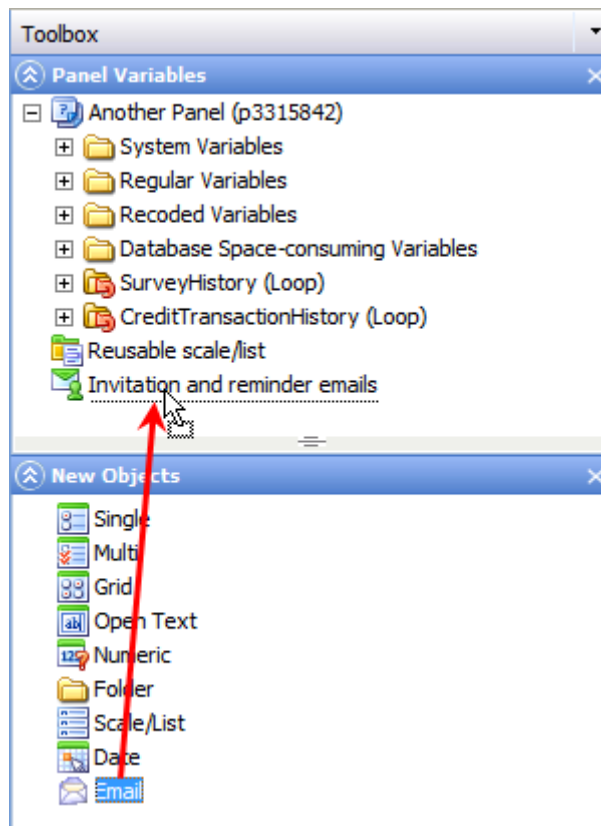 Toolbox
Panel Variables
Another Panel (p3315842)
System Variables
Regular Variables
Recoded Variables
Database Space-consuming Variables
SurveyHistory (Loop)
CreditTransactionHistory (Loop)
Reusable scale/list
Invitation and reminder emails
New Objects
Single
Multi
Grid
Open Text
Numeric
Folder
Scale/List
Date
Email